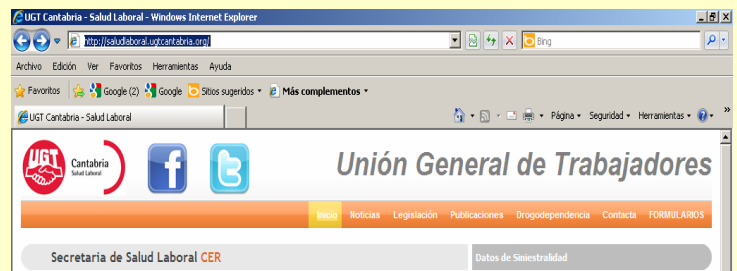 UGT Cantabria - Salud Laboral - Windows Internet Explorer
http://saludlaboral.ugtcantabria.org/
Bing
Archivo Edición Ver Favoritos Herramientas Ayuda
Favoritos Google (2) Google Sitios sugeridos Más complementos
UGT Cantabria - Salud Laboral Página Seguridad Herramientas
UGT Cantabria
Salud Laboral
Unión General de Trabajadores
Inicio Noticias Legislación Publicaciones Drogodependencia Contacta FORMULARIOS
Secretaria de Salud Laboral CER Datos de Siniestralidad